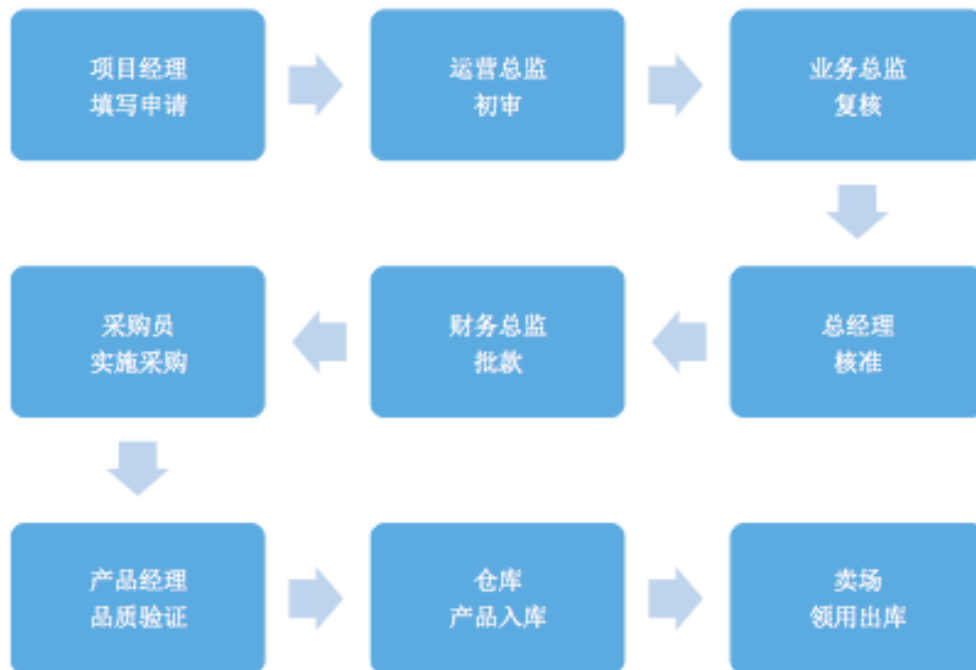 项目经理
填写申请
运营总监
初审
业务总监
复核
总经理
核准
财务总监
批款
采购员
实施采购
产品经理
品质验证
仓库
产品入库
卖场
领用出库